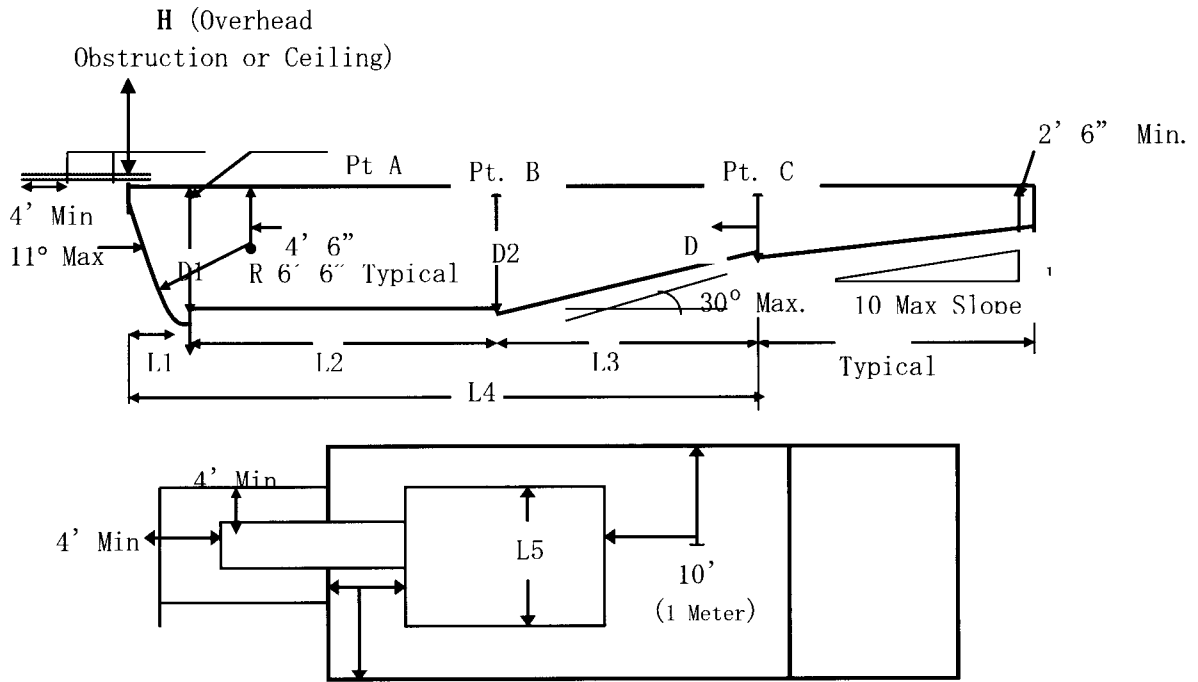 H (Overhead
Obstruction or Ceiling)
2' 6” Min.
Pt A
Pt. B
Pt. C
4' Min
11° Max
D1
4' 6”
R 6' 6” Typical
D2
D
30° Max.
1
10 Max Slope
L1
L2
L3
Typical
L4
4' Min
4' Min
L5
10'
(1 Meter)